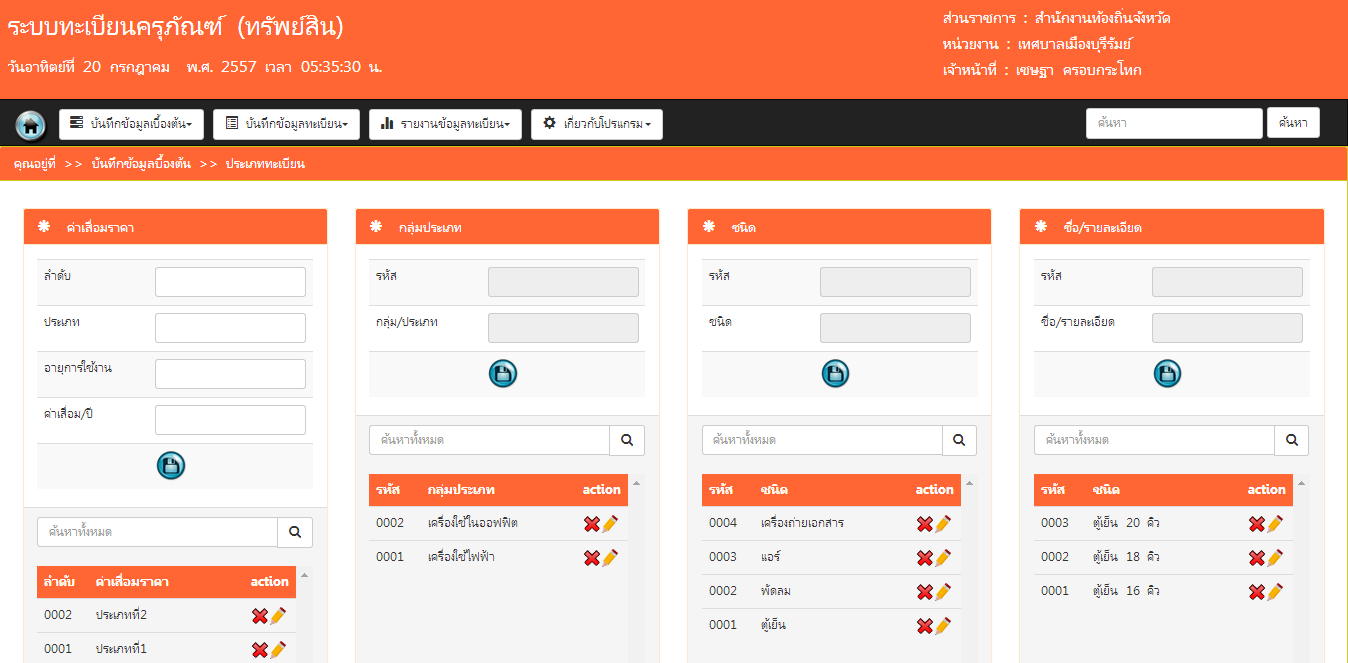 ระบบทะเบียนครุภัณฑ์ (ทรัพย์สิน)
วันอาทิตย์ที่ 20 กรกฎาคม พ.ศ. 2557 เวลา 05:35:30 น.
ส่วนราชการ : สำนักงานท้องถิ่นจังหวัด
หน่วยงาน : เทศบาลเมืองบุรีรัมย์
เจ้าหน้าที่ : เชษฐา ครอบกระโทก
บันทึกข้อมูลเบื้องต้น
บันทึกข้อมูลทะเบียน
รายงานข้อมูลทะเบียน
เกี่ยวกับโปรแกรม
ค้นหา
ค้นหา
คุณอยู่ที่ >> บันทึกข้อมูลเบื้องต้น >> ประเภททะเบียน
ค่าเสื่อมราคา
ลำดับ
ประเภท
อายุการใช้งาน
ค่าเสื่อม/ปี
ค้นหาทั้งหมด
ลำดับ ค่าเสื่อมราคา action
0002 ประเภทที่2
0001 ประเภทที่1
กลุ่มประเภท
รหัส
กลุ่ม/ประเภท
ค้นหาทั้งหมด
รหัส กลุ่มประเภท action
0002 เครื่องใช้ในออฟฟิต
0001 เครื่องใช้ไฟฟ้า
ชนิด
รหัส
ชนิด
ค้นหาทั้งหมด
รหัส ชนิด action
0004 เครื่องถ่ายเอกสาร
0003 แอร์
0002 พัดลม
0001 ตู้เย็น
ชื่อ/รายละเอียด
รหัส
ชื่อ/รายละเอียด
ค้นหาทั้งหมด
รหัส ชนิด action
0003 ตู้เย็น 20 คิว
0002 ตู้เย็น 18 คิว
0001 ตู้เย็น 16 คิว